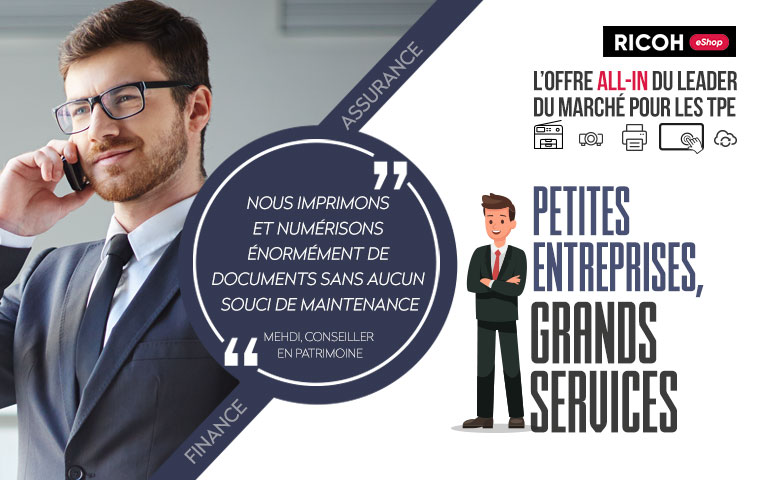 ASSURANCE
NOUS IMPRIMONS
ET NUMÉRISONS
ÉNORMÉMENT DE
DOCUMENTS SANS AUCUN
SOUCI DE MAINTENANCE
MEHDI, CONSEILLER
EN PATRIMOINE
FINANCE
RICOH eShop
L'OFFRE ALL-IN DU LEADER
DU MARCHÉ POUR LES TPE
PETITES
ENTREPRISES,
GRANDS
SERVICES